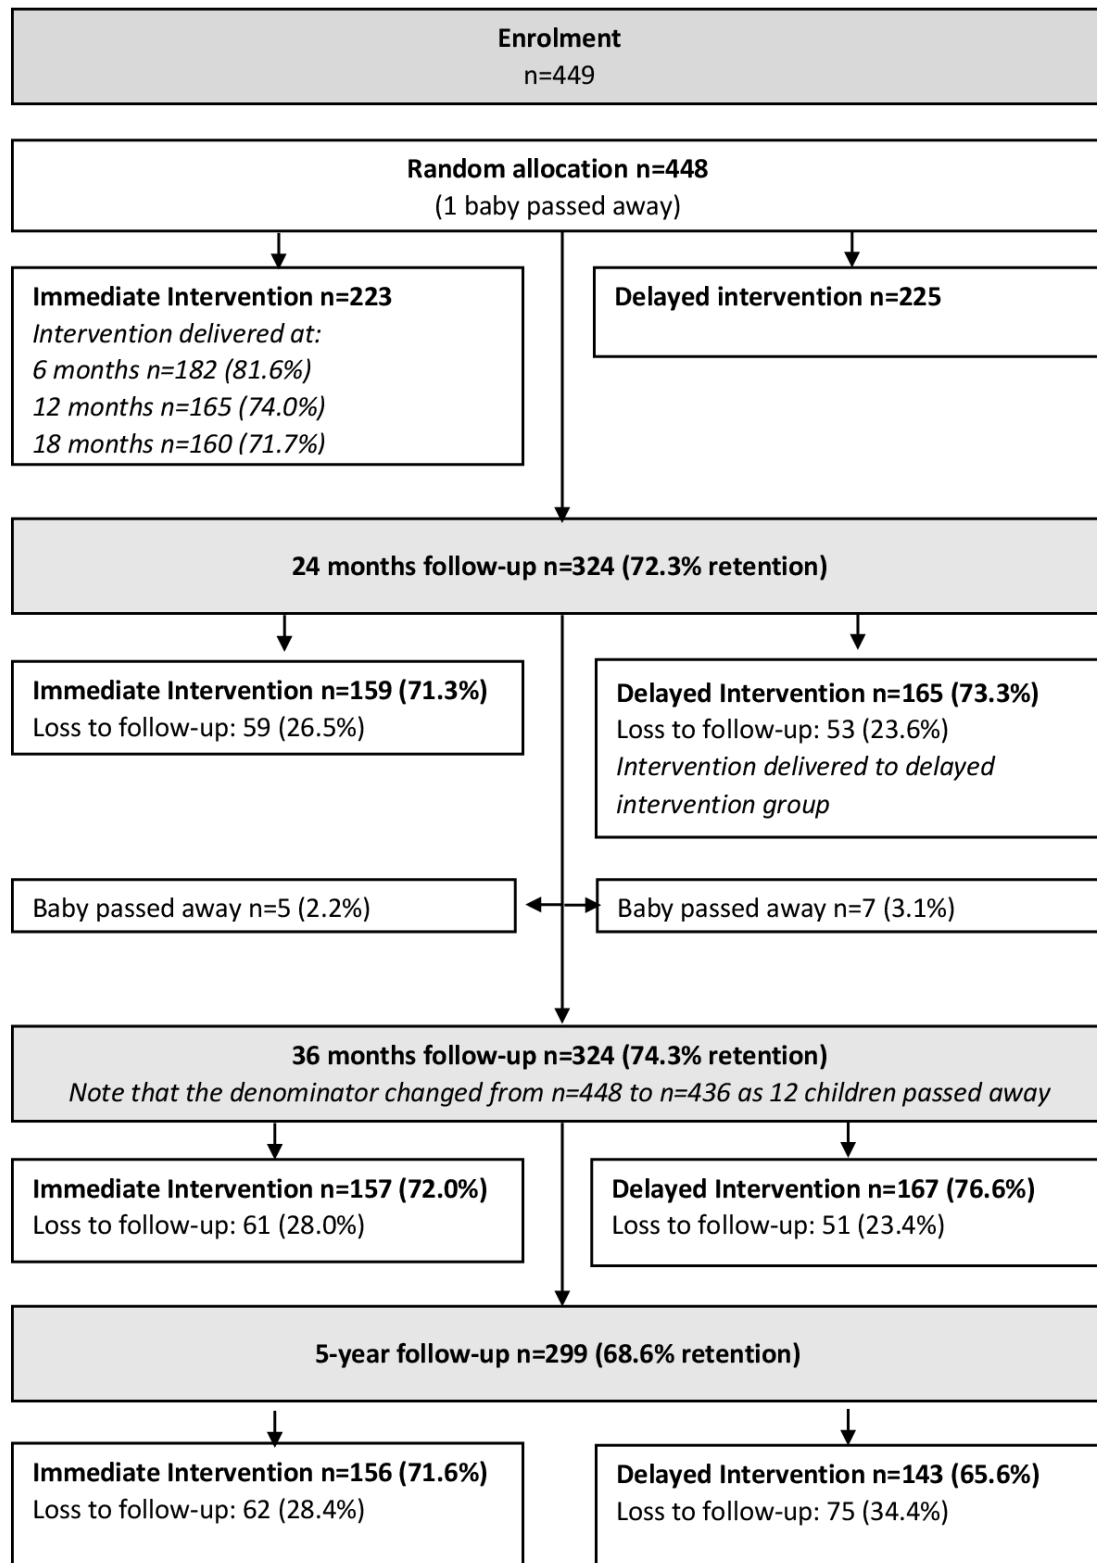 Enrolment
n=449
Random allocation n=448
(1 baby passed away)
Immediate Intervention n=223
Intervention delivered at:
6 months n=182 (81.6%)
12 months n=165 (74.0%)
18 months n=160 (71.7%)
Delayed intervention n=225
24 months follow-up n=324 (72.3% retention)
Immediate Intervention n=159 (71.3%)
Loss to follow-up: 59 (26.5%)
Delayed Intervention n=165 (73.3%)
Loss to follow-up: 53 (23.6%)
Intervention delivered to delayed
intervention group
Baby passed away n=5 (2.2%)
Baby passed away n=7 (3.1%)
36 months follow-up n=324 (74.3% retention)
Note that the denominator changed from n=448 to n=436 as 12 children passed away
Immediate Intervention n=157 (72.0%)
Loss to follow-up: 61 (28.0%)
Delayed Intervention n=167 (76.6%)
Loss to follow-up: 51 (23.4%)
5-year follow-up n=299 (68.6% retention)
Immediate Intervention n=156 (71.6%)
Loss to follow-up: 62 (28.4%)
Delayed Intervention n=143 (65.6%)
Loss to follow-up: 75 (34.4%)